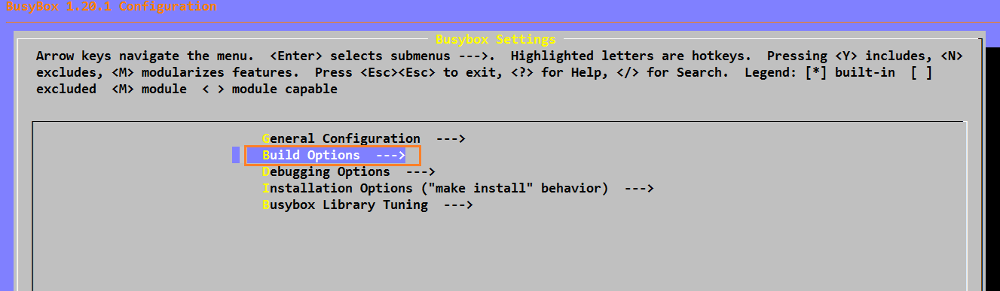 BusyBox 1.20.1 Configuration
Busybox Settings
Arrow keys navigate the menu.  <Enter> selects submenus --->.  Highlighted letters are hotkeys.  Pressing <Y> includes, <N>
excludes, <M> modularizes features.  Press <Esc><Esc> to exit, <?> for Help, </> for Search.  Legend: [*] built-in  [ ]
excluded  <M> module  < > module capable
General Configuration  --->
Build Options  --->
Debugging Options  --->
Installation Options ("make install" behavior)  --->
Busybox Library Tuning  --->